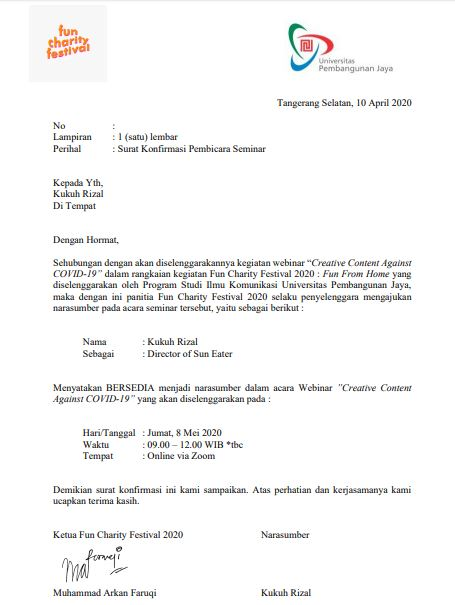 fun
charity
festival
Universitas
Pembangunan Jaya
Tangerang Selatan, 10 April 2020
No :
Lampiran : 1 (satu) lembar
Perihal : Surat Konfirmasi Pembicara Seminar
Kepada Yth,
Kukuh Rizal
Di Tempat
Dengan Hormat,
Sehubungan dengan akan diselenggarakannya kegiatan webinar “Creative Content Against
COVID-19” dalam rangkaian kegiatan Fun Charity Festival 2020 : Fun From Home yang
diselenggarakan oleh Program Studi Ilmu Komunikasi Universitas Pembangunan Jaya,
maka dengan ini panitia Fun Charity Festival 2020 selaku penyelenggara mengajukan
narasumber pada acara seminar tersebut, yaitu sebagai berikut :
Nama : Kukuh Rizal
Sebagai : Director of Sun Eater
Menyatakan BERSEDIA menjadi narasumber dalam acara Webinar ”Creative Content
Against COVID-19” yang akan diselenggarakan pada :
Hari/Tanggal : Jumat, 8 Mei 2020
Waktu : 09.00 – 12.00 WIB *tbc
Tempat : Online via Zoom
Demikian surat konfirmasi ini kami sampaikan. Atas perhatian dan kerjasamanya kami
ucapkan terima kasih.
Ketua Fun Charity Festival 2020 Narasumber
Muhammad Arkan Faruqi Kukuh Rizal